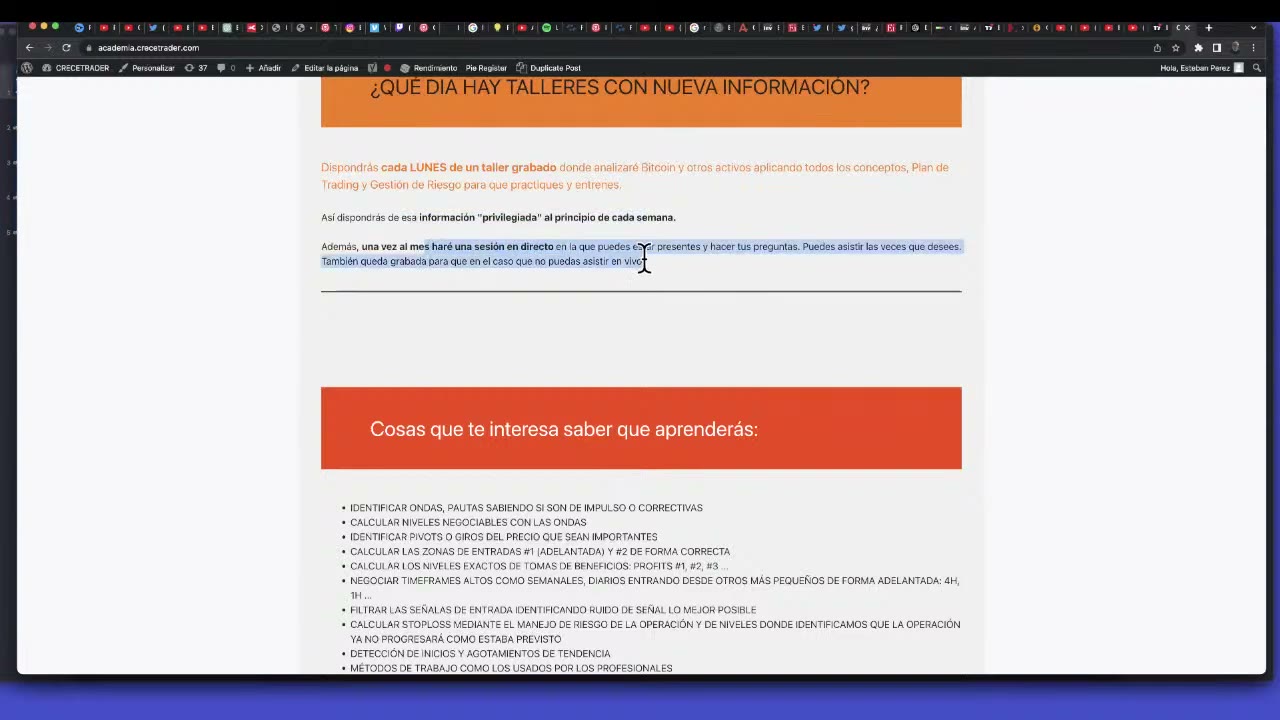 academia.crecetrader.com
CRECETRADER Personalizar 37 0 Añadir Editar la página Rendimiento Pie Register Duplicate Post Hola, Esteban Perez
¿QUÉ DIA HAY TALLERES CON NUEVA INFORMACIÓN?
Dispondrás cada LUNES de un taller grabado donde analizaré Bitcoin y otros activos aplicando todos los conceptos, Plan de
Trading y Gestión de Riesgo para que practiques y entrenes.
Así dispondrás de esa información "privilegiada" al principio de cada semana.
Además, una vez al mes haré una sesión en directo en la que puedes estar presentes y hacer tus preguntas. Puedes asistir las veces que desees.
También queda grabada para que en el caso que no puedas asistir en vivo
Cosas que te interesa saber que aprenderás:
• IDENTIFICAR ONDAS, PAUTAS SABIENDO SI SON DE IMPULSO O CORRECTIVAS
• CALCULAR NIVELES NEGOCIABLES CON LAS ONDAS
• IDENTIFICAR PIVOTS O GIROS DEL PRECIO QUE SEAN IMPORTANTES
• CALCULAR LAS ZONAS DE ENTRADAS #1 (ADELANTADA) Y #2 DE FORMA CORRECTA
• CALCULAR LOS NIVELES EXACTOS DE TOMAS DE BENEFICIOS: PROFITS #1, #2, #3 ...
• NEGOCIAR TIMEFRAMES ALTOS COMO SEMANALES, DIARIOS ENTRANDO DESDE OTROS MÁS PEQUEÑOS DE FORMA ADELANTADA: 4H,
1H ...
• FILTRAR LAS SEÑALES DE ENTRADA IDENTIFICANDO RUIDO DE SEÑAL LO MEJOR POSIBLE
• CALCULAR STOPLOSS MEDIANTE EL MANEJO DE RIESGO DE LA OPERACIÓN Y DE NIVELES DONDE IDENTIFICAMOS QUE LA OPERACIÓN
YA NO PROGRESARÁ COMO ESTABA PREVISTO
• DETECCIÓN DE INICIOS Y AGOTAMIENTOS DE TENDENCIA
• MÉTODOS DE TRABAJO COMO LOS USADOS POR LOS PROFESIONALES